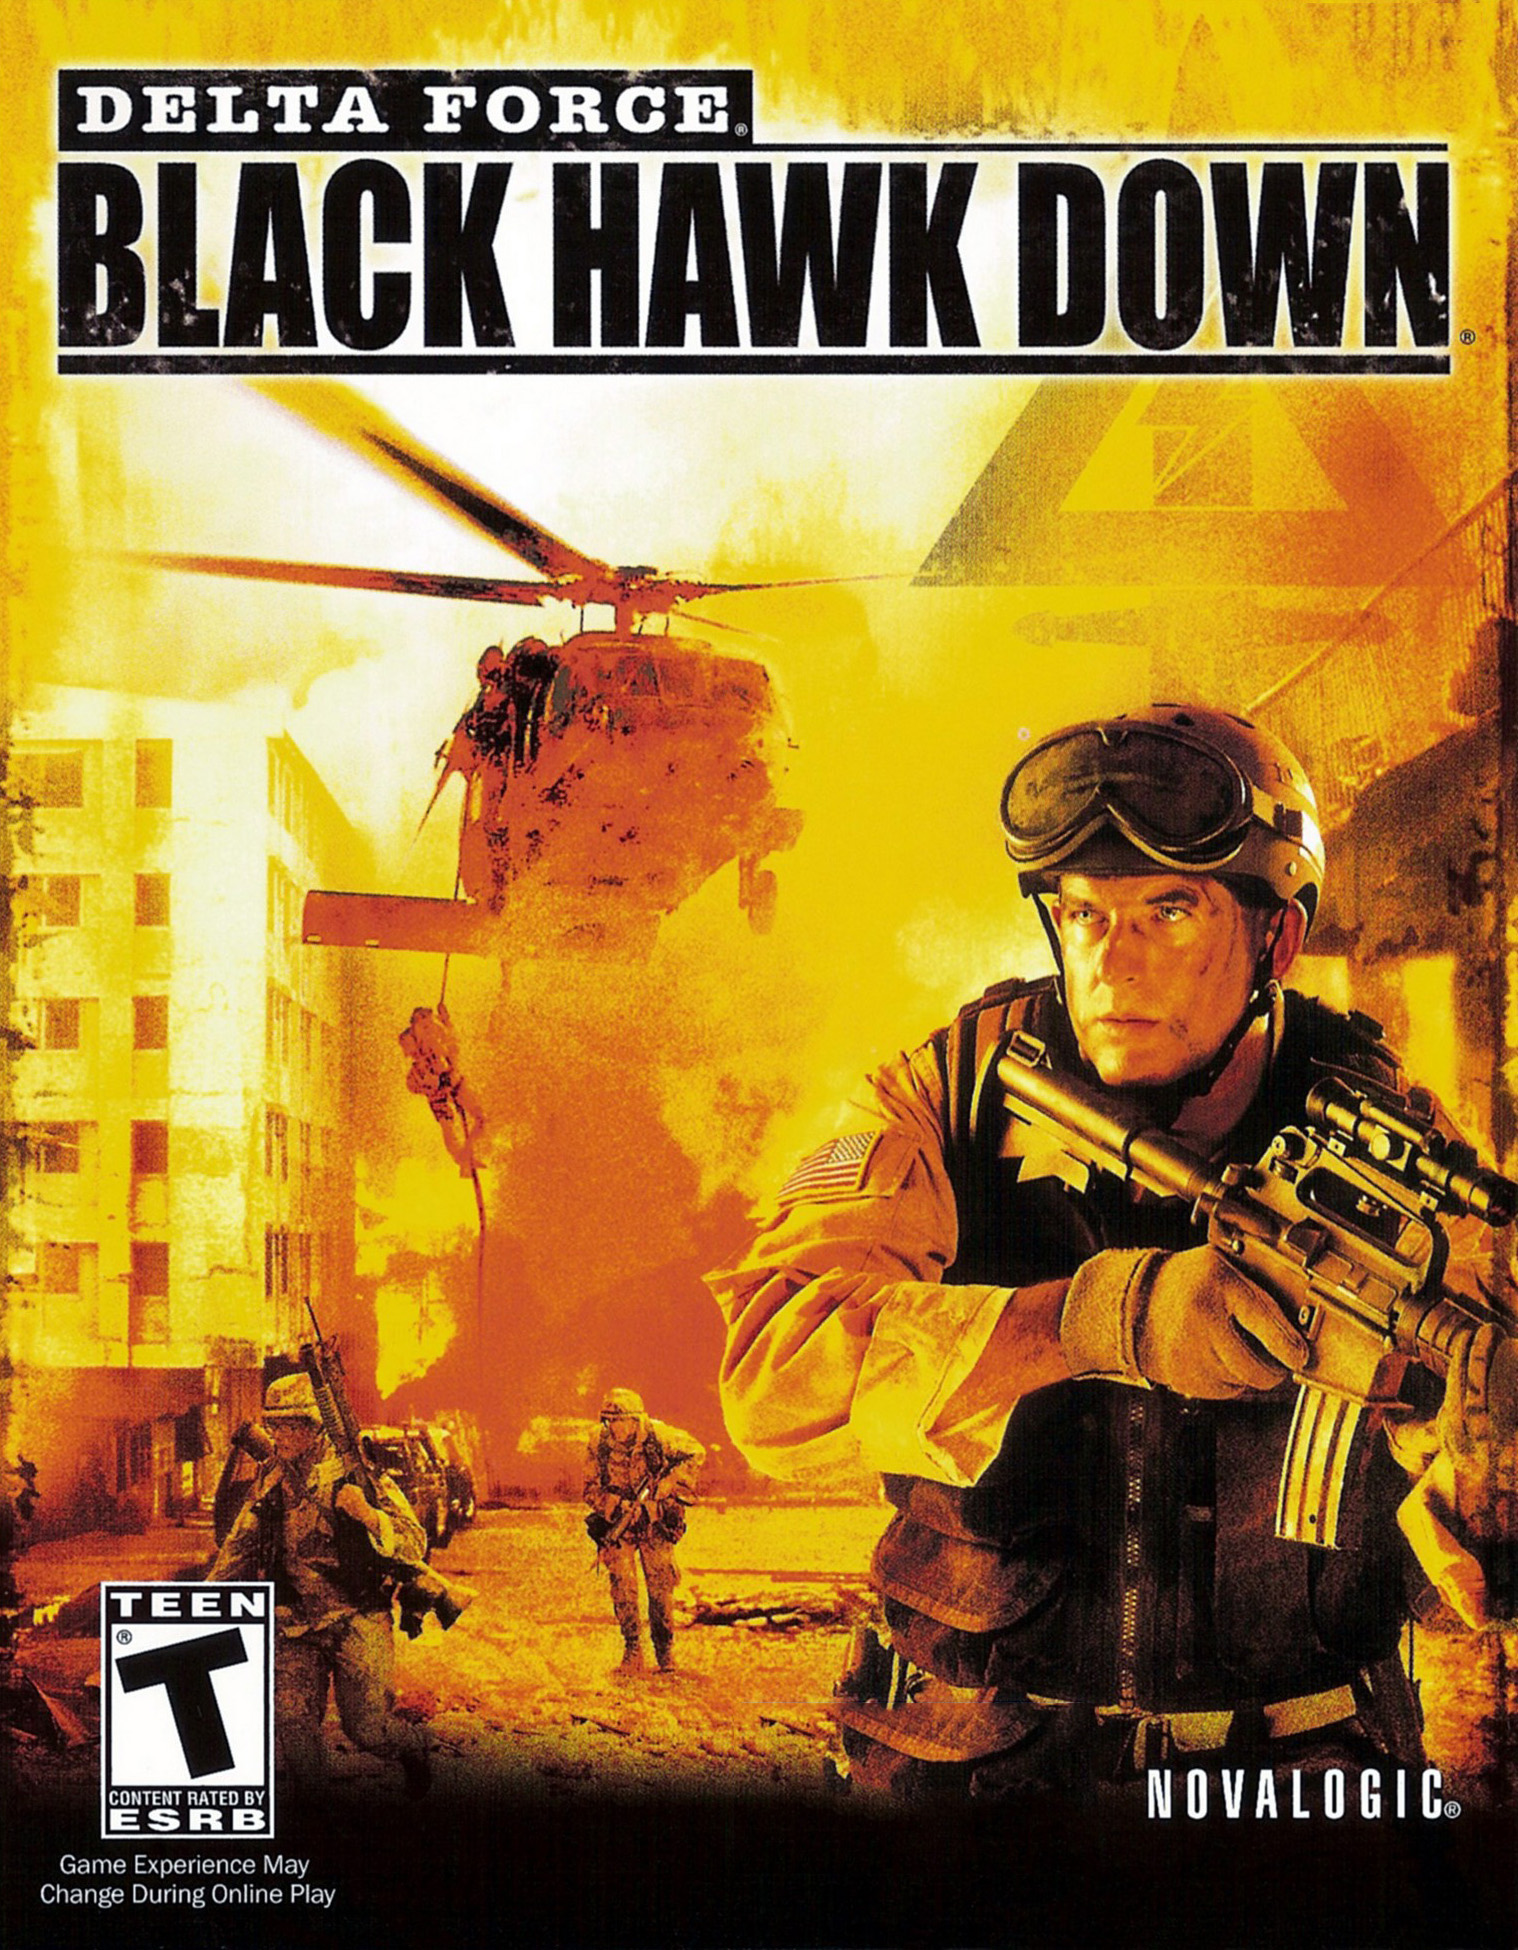 DELTA FORCE®
BLACK HAWK DOWN®
TEEN
®
T
CONTENT RATED BY
ESRB
Game Experience May
Change During Online Play
NOVALOGIC®